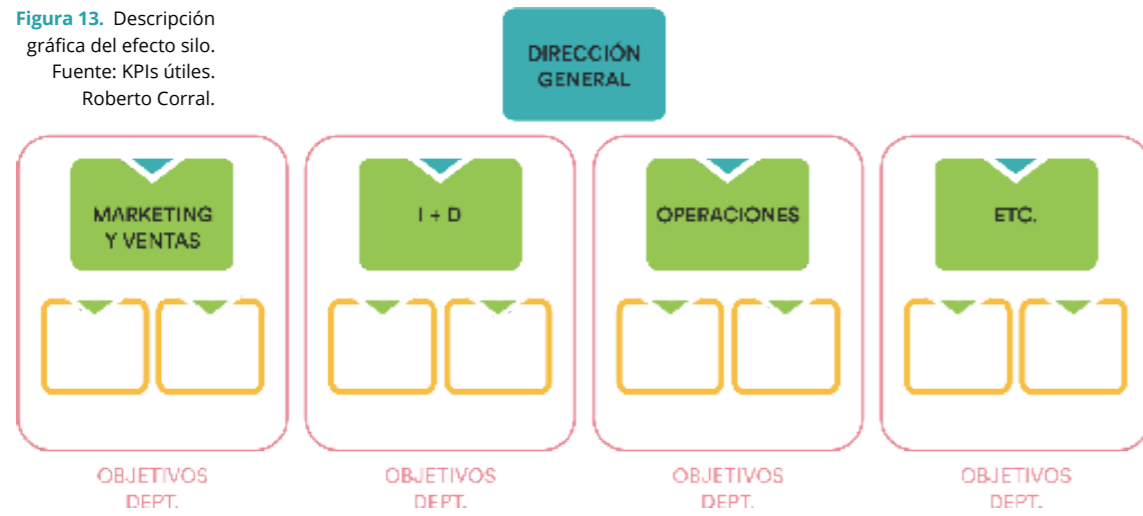 Figura 13. Descripción
gráfica del efecto silo.
Fuente: KPIs útiles.
Roberto Corral.
DIRECCIÓN
GENERAL
MARKETING
Y VENTAS
I + D
OPERACIONES
ETC.
OBJETIVOS
DEPT.
OBJETIVOS
DEPT.
OBJETIVOS
DEPT.
OBJETIVOS
DEPT.